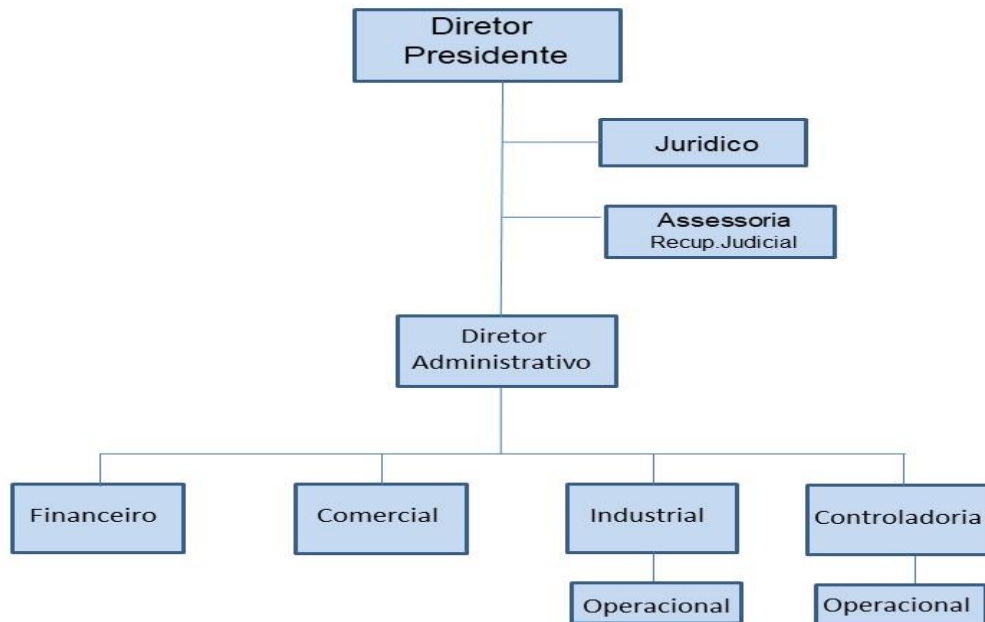 Diretor
Presidente
Juridico
Assessoria
Recup.Judicial
Diretor
Administrativo
Financeiro
Comercial
Industrial
Controladoria
Operacional
Operacional